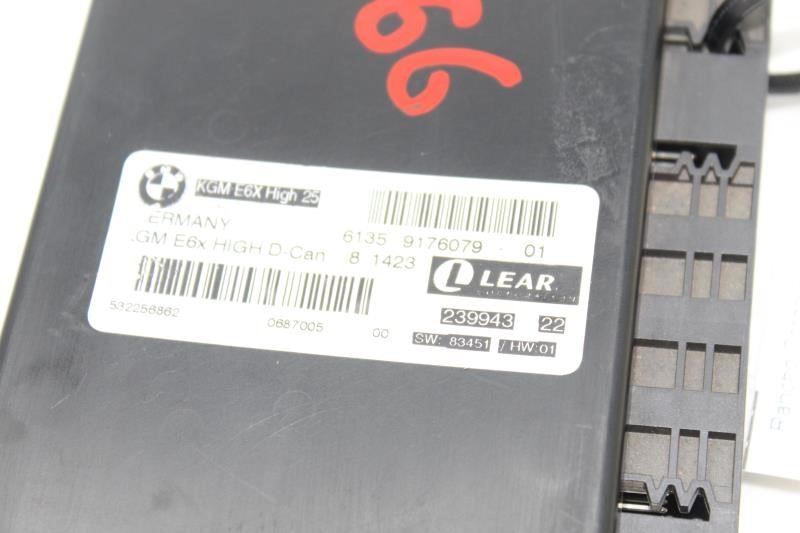 66
KGM E6X High 25
ERMANY
GM E6x HIGH D-Can
6135 9176079 - 01
8 1423
LEAR
532256862
0687005 00
239943 22
SW: 83451 / HW:01